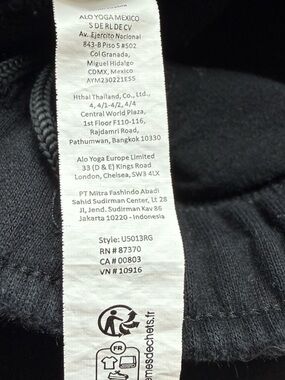 ALO YOGA MEXICO
S DE RL DE CV
Av. Ejercito Nacional
843-B Piso 5 #502
Col Granada,
Miguel Hidalgo
CDMX, Mexico
AYM230221ES5
Hthai Thailand, Co., Ltd.,
4, 4/1-4/2, 4/4
Central World Plaza,
1st Floor F110-116,
Rajdamri Road,
Pathumwan, Bangkok 10330
Alo Yoga Europe Limited
33 (D & E) Kings Road
London, Chelsea, SW3 4LX
PT Mitra Fashindo Abadi
Sahid Sudirman Center, Lt 28
Jl, Jend. Sudirman Kav 86
Jakarta 10220 - Indonesia
Style: U5013RG
RN # 87370
CA # 00803
VN # 10916
FR
emesdechets.fr